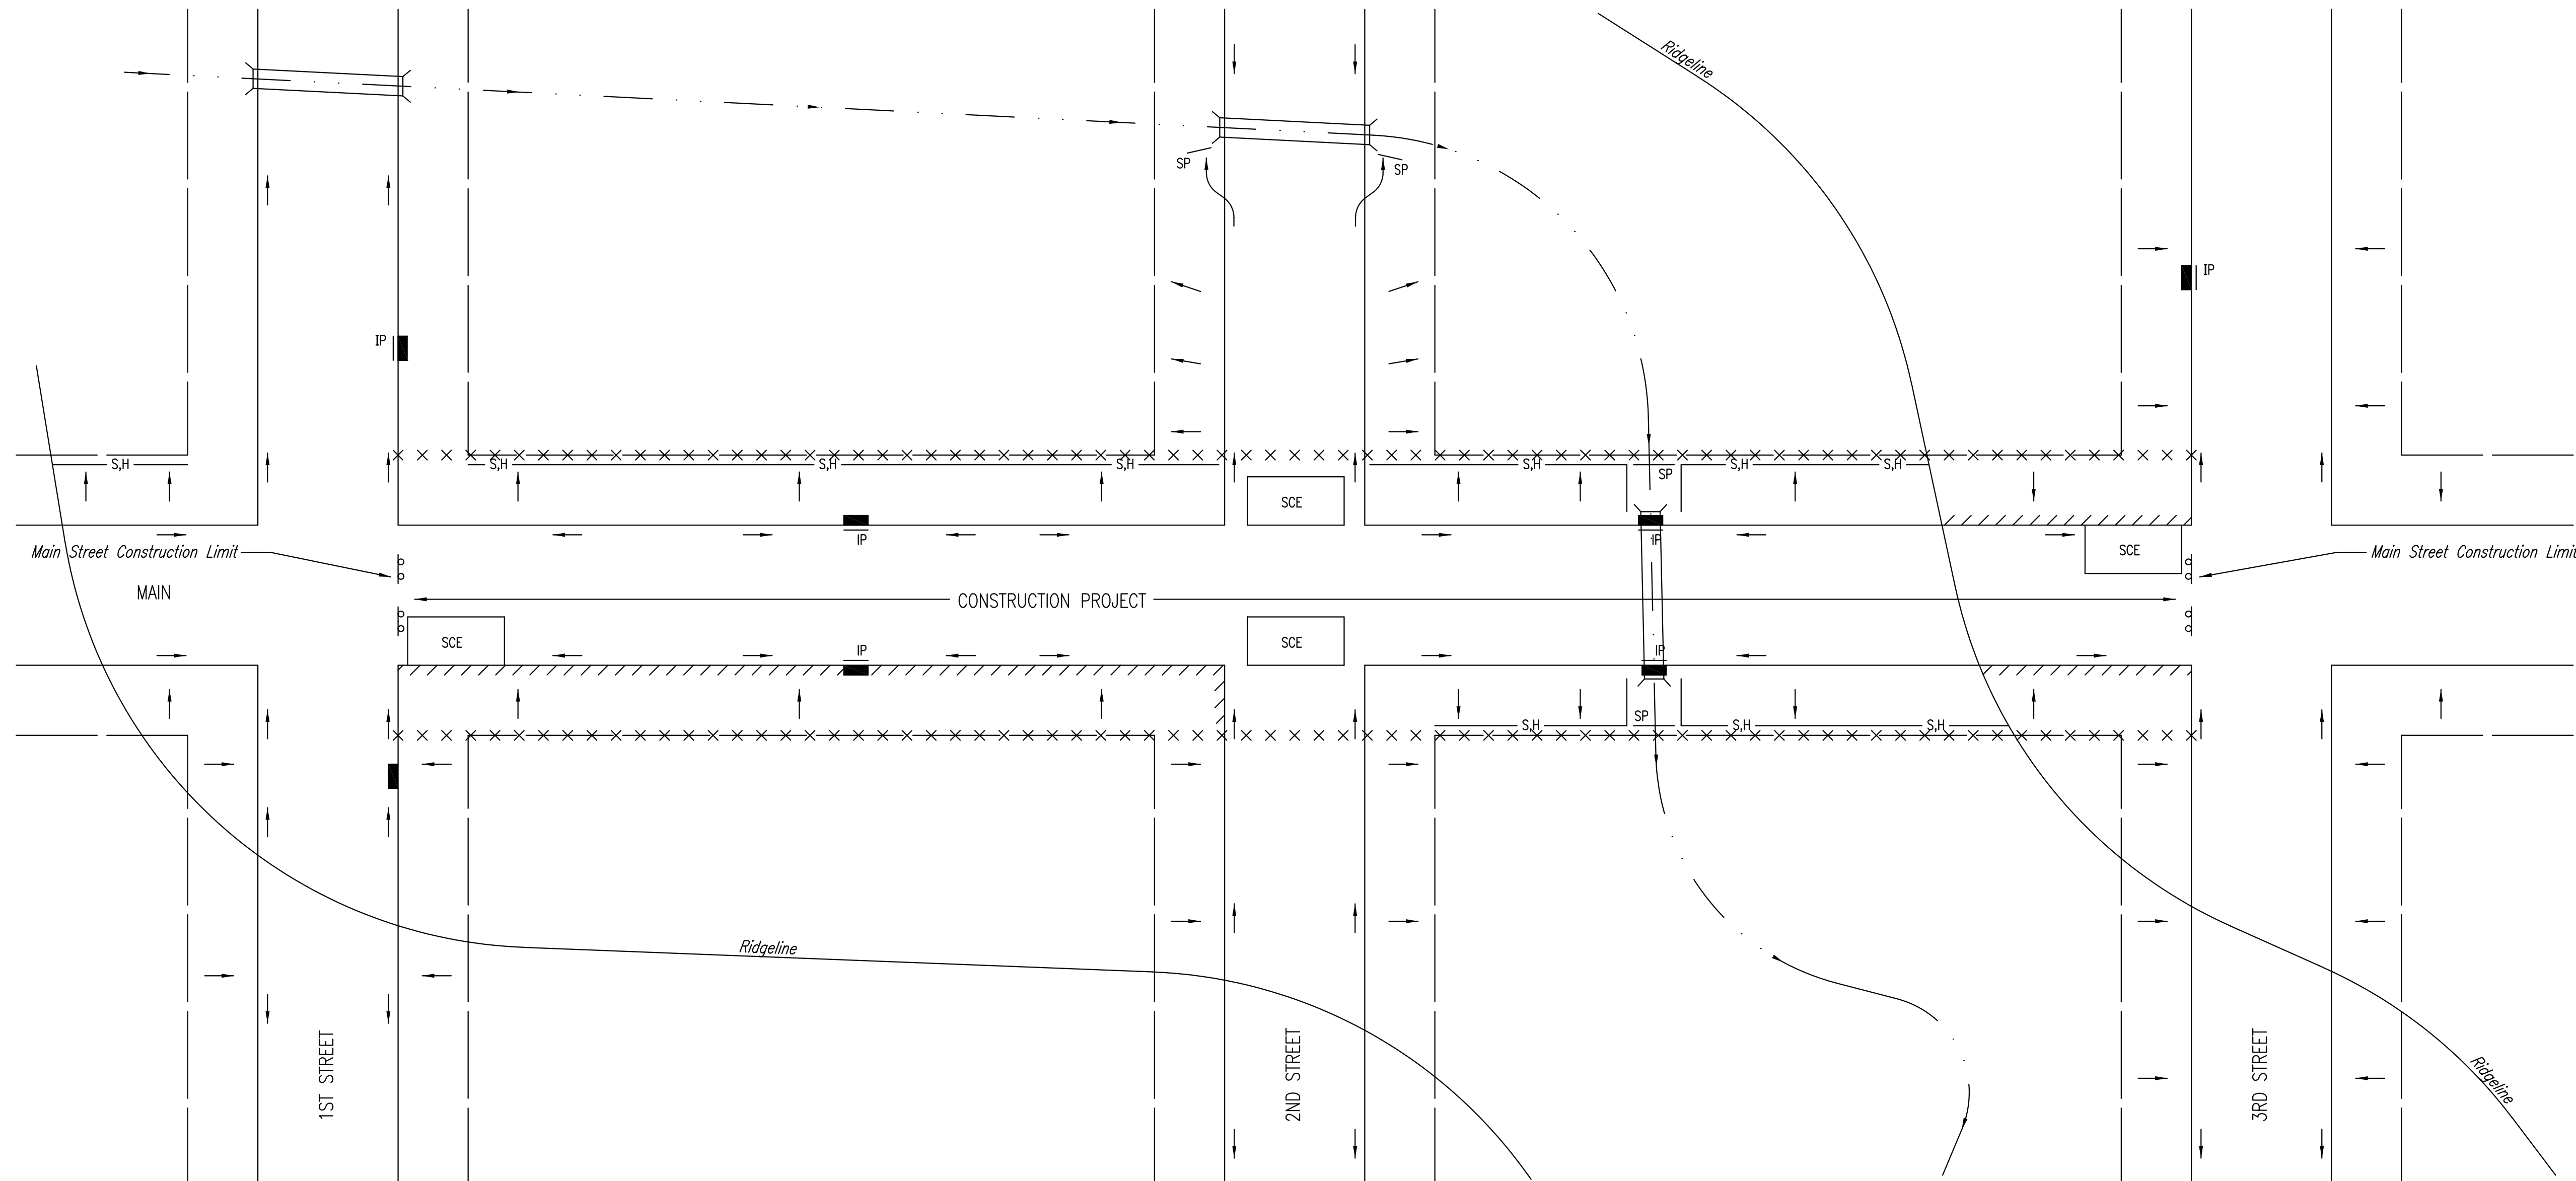 Ridgeline
SP
SP
IP
IP
S,H
S,H
S,H
S,H
S,H
S,H
S,H
SP
SCE
IP
IP
SCE
Main Street Construction Limit
Main Street Construction Limit
MAIN
CONSTRUCTION PROJECT
SCE
SCE
IP
IP
SP
S,H
S,H
S,H
Ridgeline
1ST STREET
2ND STREET
3RD STREET
Ridgeline